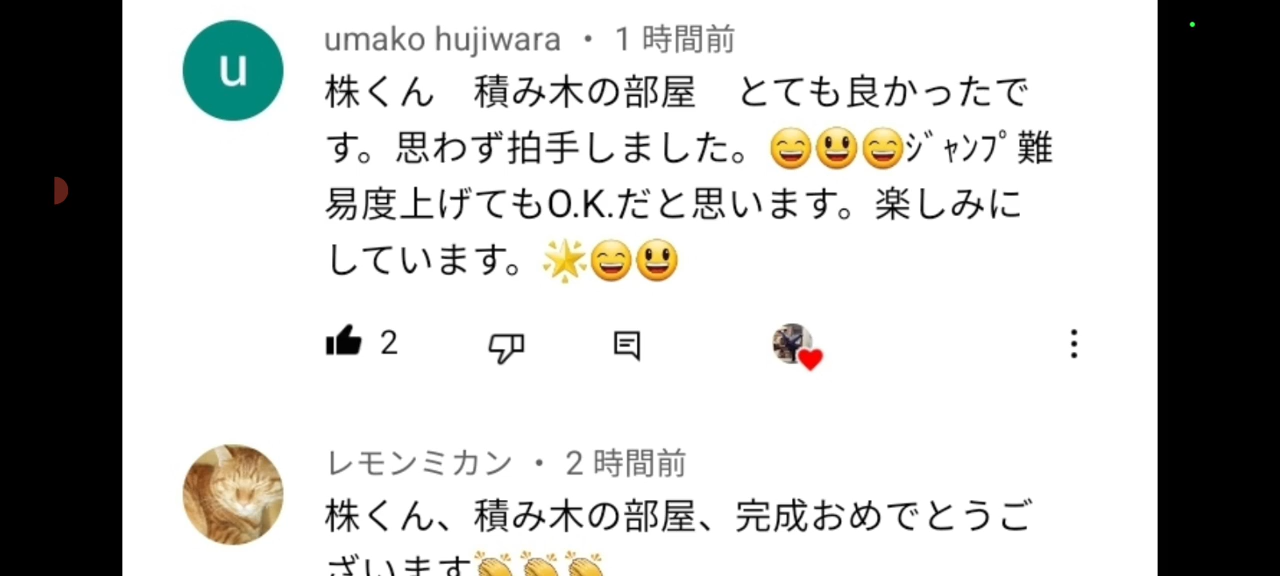 u
umako hujiwara ・ 1 時間前
株くん　積み木の部屋　とても良かったで
す。思わず拍手しました。😄😃😄ｼﾞｬﾝﾌﾟ難
易度上げてもO.K.だと思います。楽しみに
しています。🌟😄😃
2
レモンミカン ・ 2 時間前
株くん、積み木の部屋、完成おめでとうご
ざいます👏👏👏